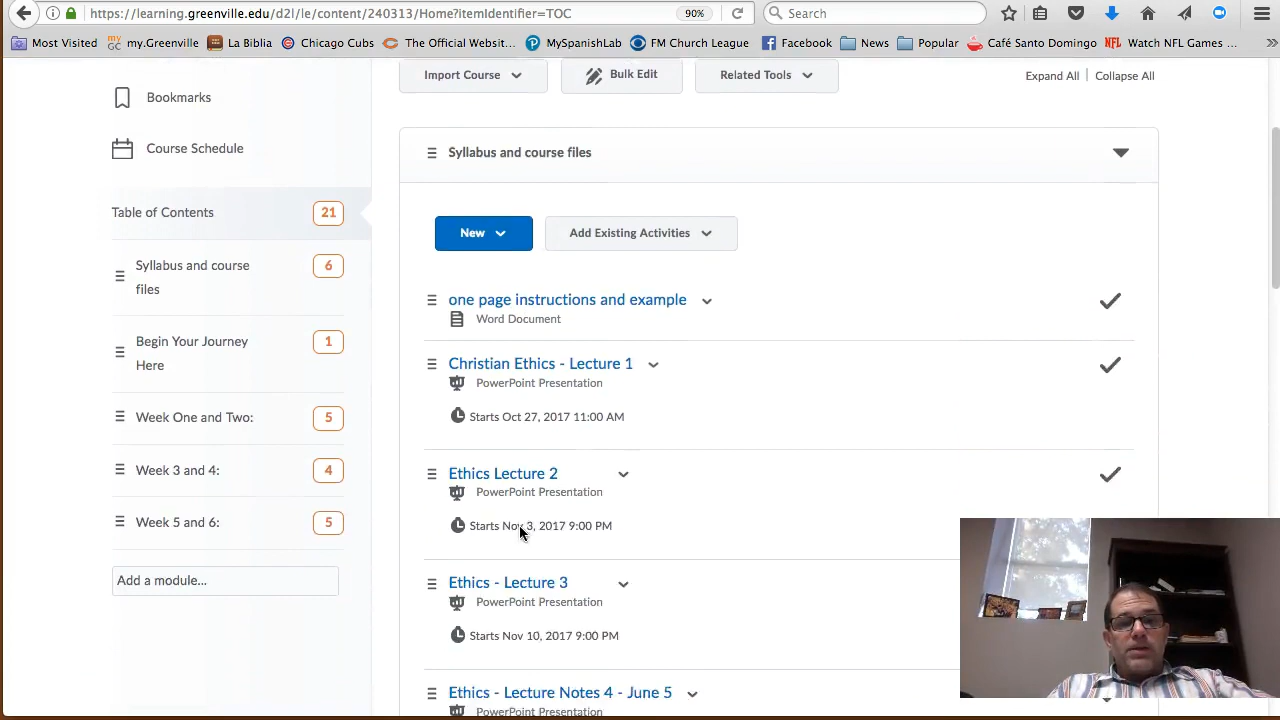 https://learning.greenville.edu/d2l/le/content/240313/Home?itemIdentifier=TOC 90% Search
Most Visited my.Greenville La Biblia Chicago Cubs The Official Websit... MySpanishLab FM Church League Facebook News Popular Café Santo Domingo Watch NFL Games ...
Import Course Bulk Edit Related Tools Expand All | Collapse All
Bookmarks
Course Schedule
Table of Contents 21
Syllabus and course files 6
Begin Your Journey Here 1
Week One and Two: 5
Week 3 and 4: 4
Week 5 and 6: 5
Add a module...
Syllabus and course files
New Add Existing Activities
one page instructions and example
Word Document
Christian Ethics - Lecture 1
PowerPoint Presentation
Starts Oct 27, 2017 11:00 AM
Ethics Lecture 2
PowerPoint Presentation
Starts Nov 3, 2017 9:00 PM
Ethics - Lecture 3
PowerPoint Presentation
Starts Nov 10, 2017 9:00 PM
Ethics - Lecture Notes 4 - June 5
PowerPoint Presentation